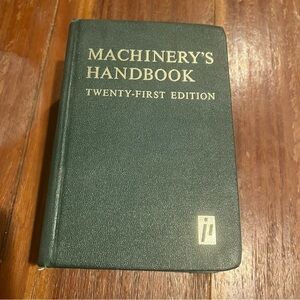 MACHINERY'S
HANDBOOK
TWENTY-FIRST EDITION